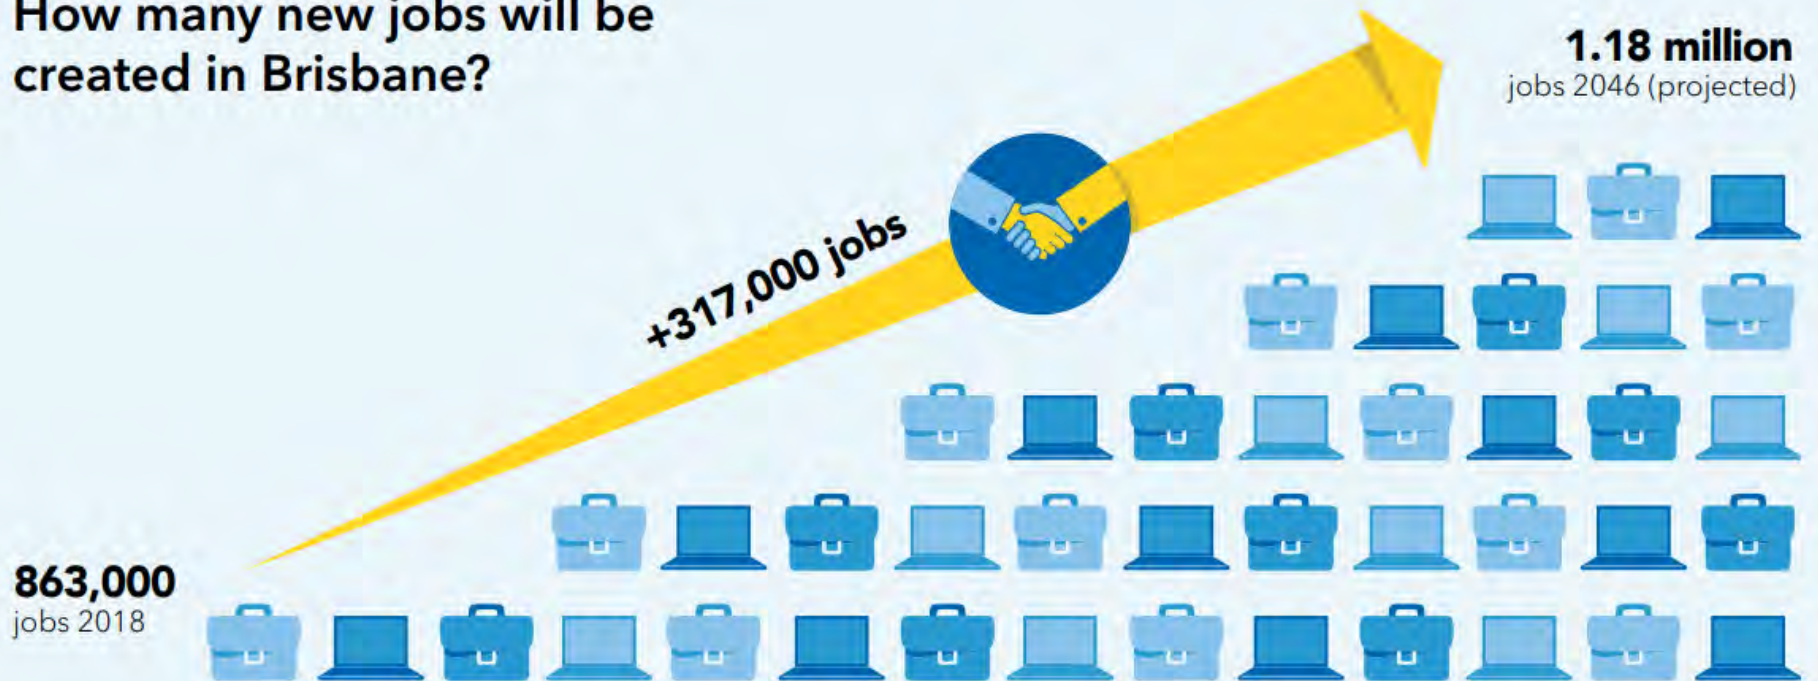 How many new jobs will be
created in Brisbane?
1.18 million
jobs 2046 (projected)
+317,000 jobs
863,000
jobs 2018